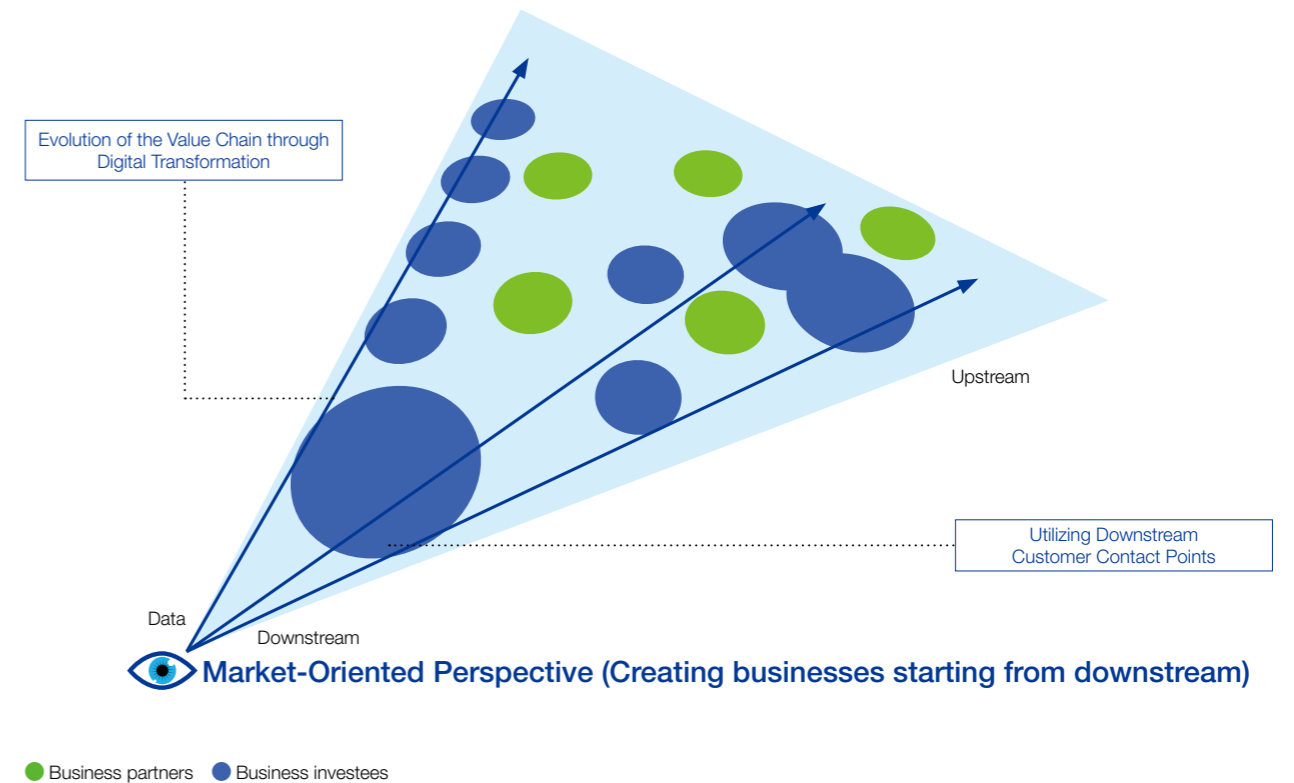 Evolution of the Value Chain through
Digital Transformation
Upstream
Utilizing Downstream
Customer Contact Points
Data
Downstream
Market-Oriented Perspective (Creating businesses starting from downstream)
Business partners
Business investees